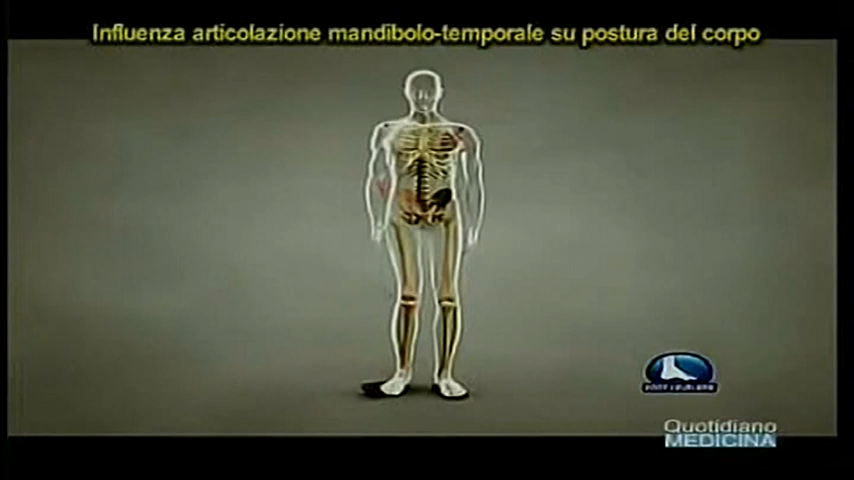 Influenza articolazione mandibolo-temporale su postura del corpo
Quotidiano
MEDICINA